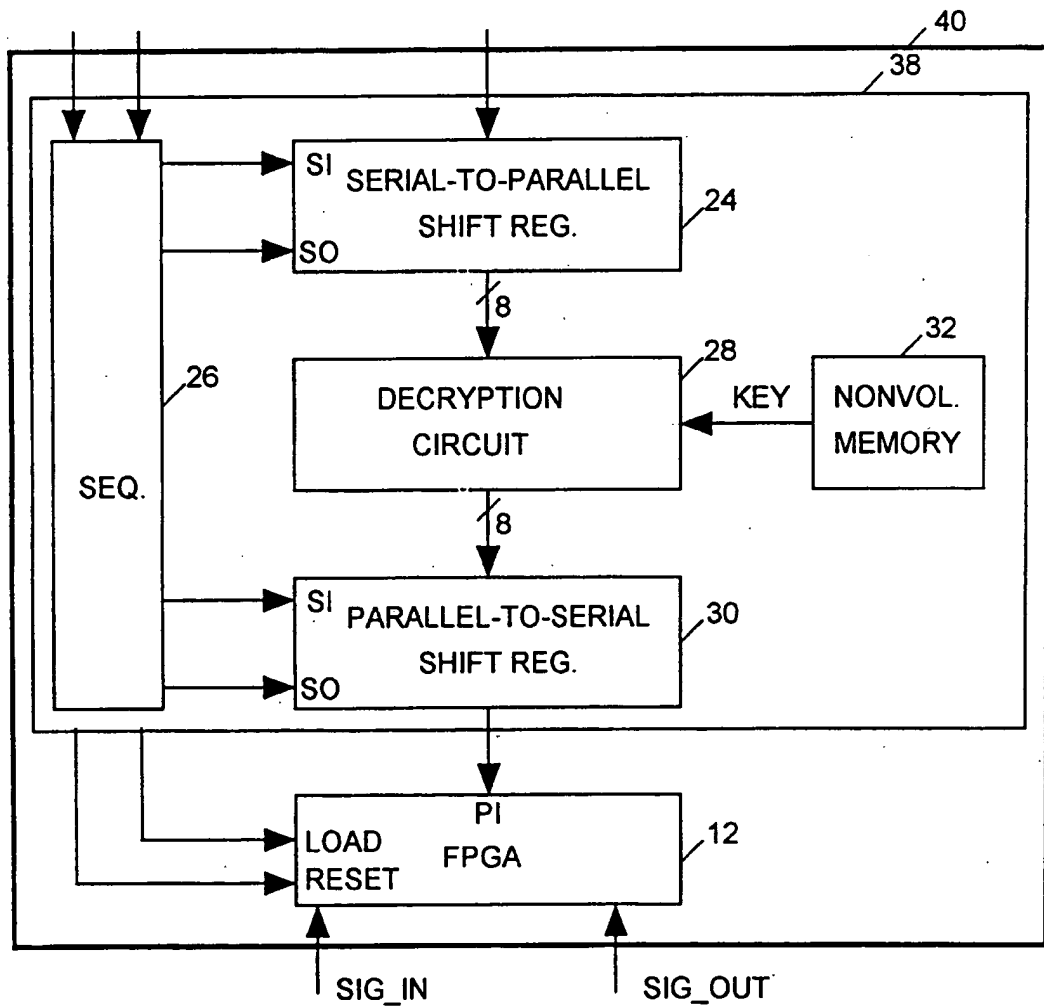 40
38
SI
SERIAL-TO-PARALLEL
SHIFT REG.
SO
24
8
26
SEQ.
DECRYPTION
CIRCUIT
28
KEY
32
NONVOL.
MEMORY
8
SI
PARALLEL-TO-SERIAL
SHIFT REG.
SO
30
PI
LOAD
FPGA
RESET
12
SIG_IN
SIG_OUT